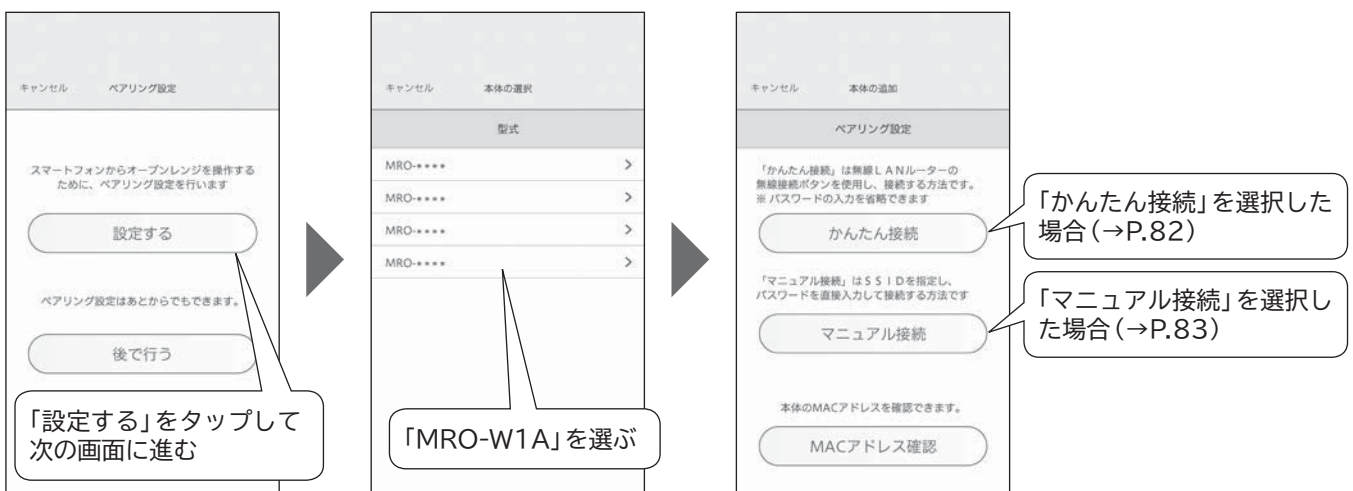 キャンセル ペアリング設定
スマートフォンからオーブンレンジを操作する
ために、ペアリング設定を行います
設定する
ペアリング設定はあとからでもできます。
後で行う
「設定する」をタップして
次の画面に進む
キャンセル 本体の選択
型式
MRO-**** >
MRO-**** >
MRO-**** >
MRO-**** >
「MRO-W1A」を選ぶ
キャンセル 本体の追加
ペアリング設定
「かんたん接続」は無線LANルーターの
無線接続ボタンを使用し、接続する方法です。
※パスワードの入力を省略できます
かんたん接続
「かんたん接続」を選択した
場合(→P.82)
「マニュアル接続」はSSIDを指定し、
パスワードを直接入力して接続する方法です
マニュアル接続
「マニュアル接続」を選択し
た場合(→P.83)
本体のMACアドレスを確認できます。
MACアドレス確認